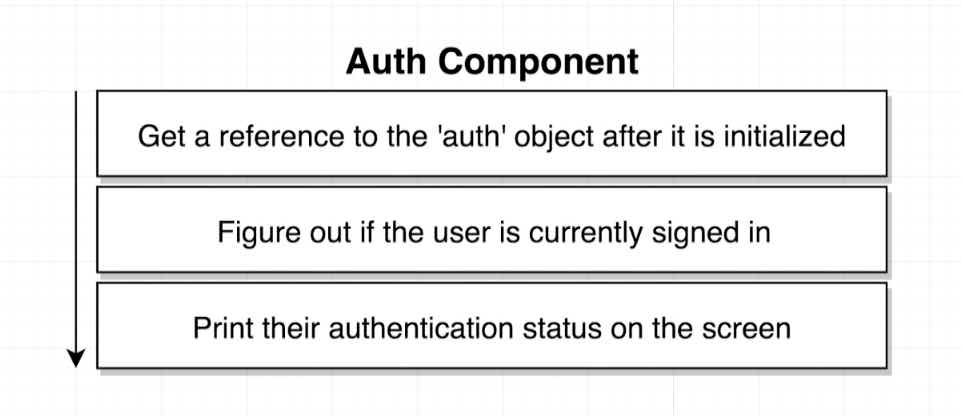 Auth Component
Get a reference to the 'auth' object after it is initialized
Figure out if the user is currently signed in
Print their authentication status on the screen